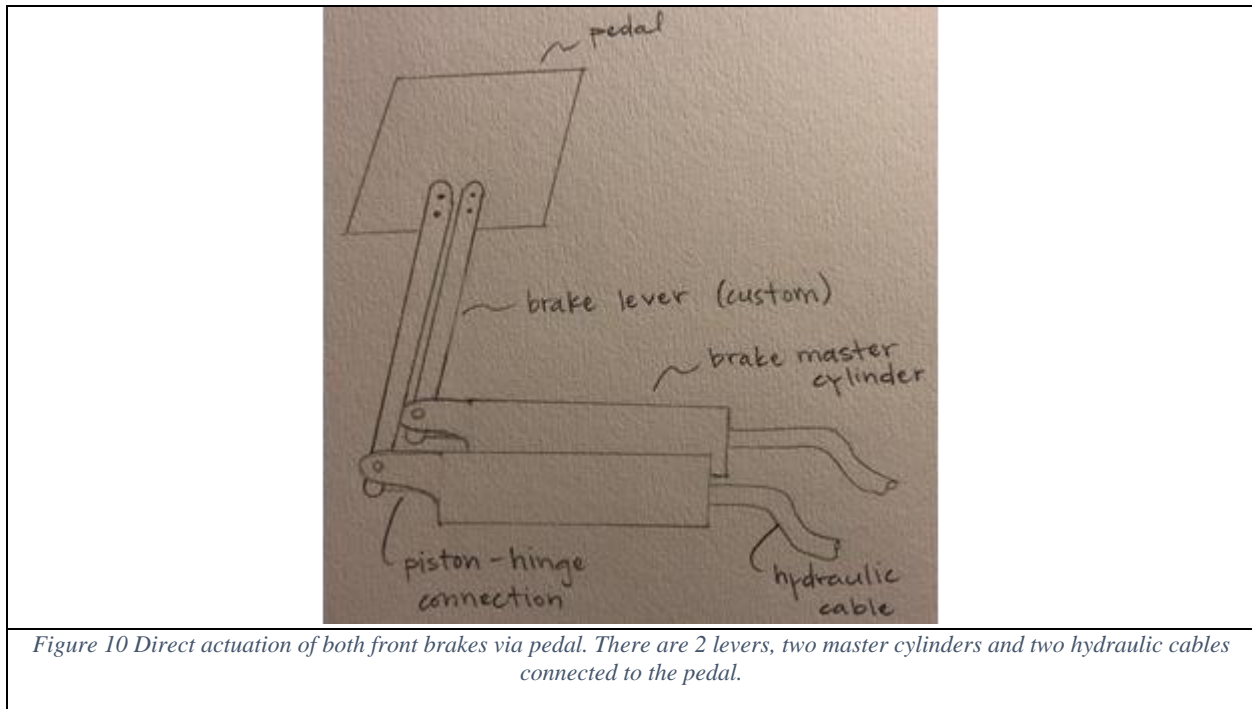 pedal
brake lever (custom)
brake master
cylinder
piston-hinge
connection
hydraulic
cable
Figure 10 Direct actuation of both front brakes via pedal. There are 2 levers, two master cylinders and two hydraulic cables
connected to the pedal.